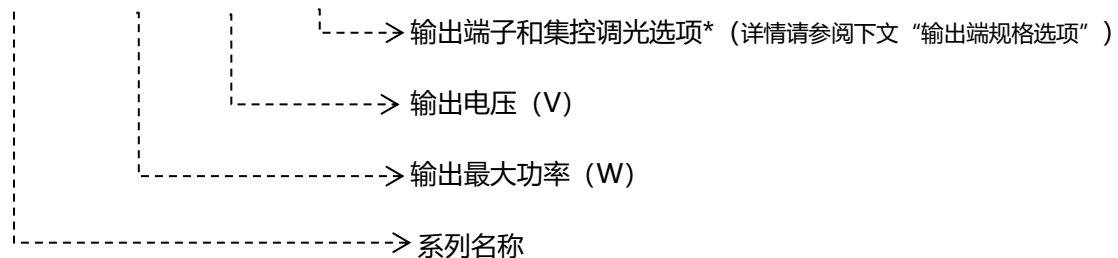 输出端子和集控调光选项*（详情请参阅下文“输出端规格选项”）
输出电压（V）
输出最大功率（W）
系列名称